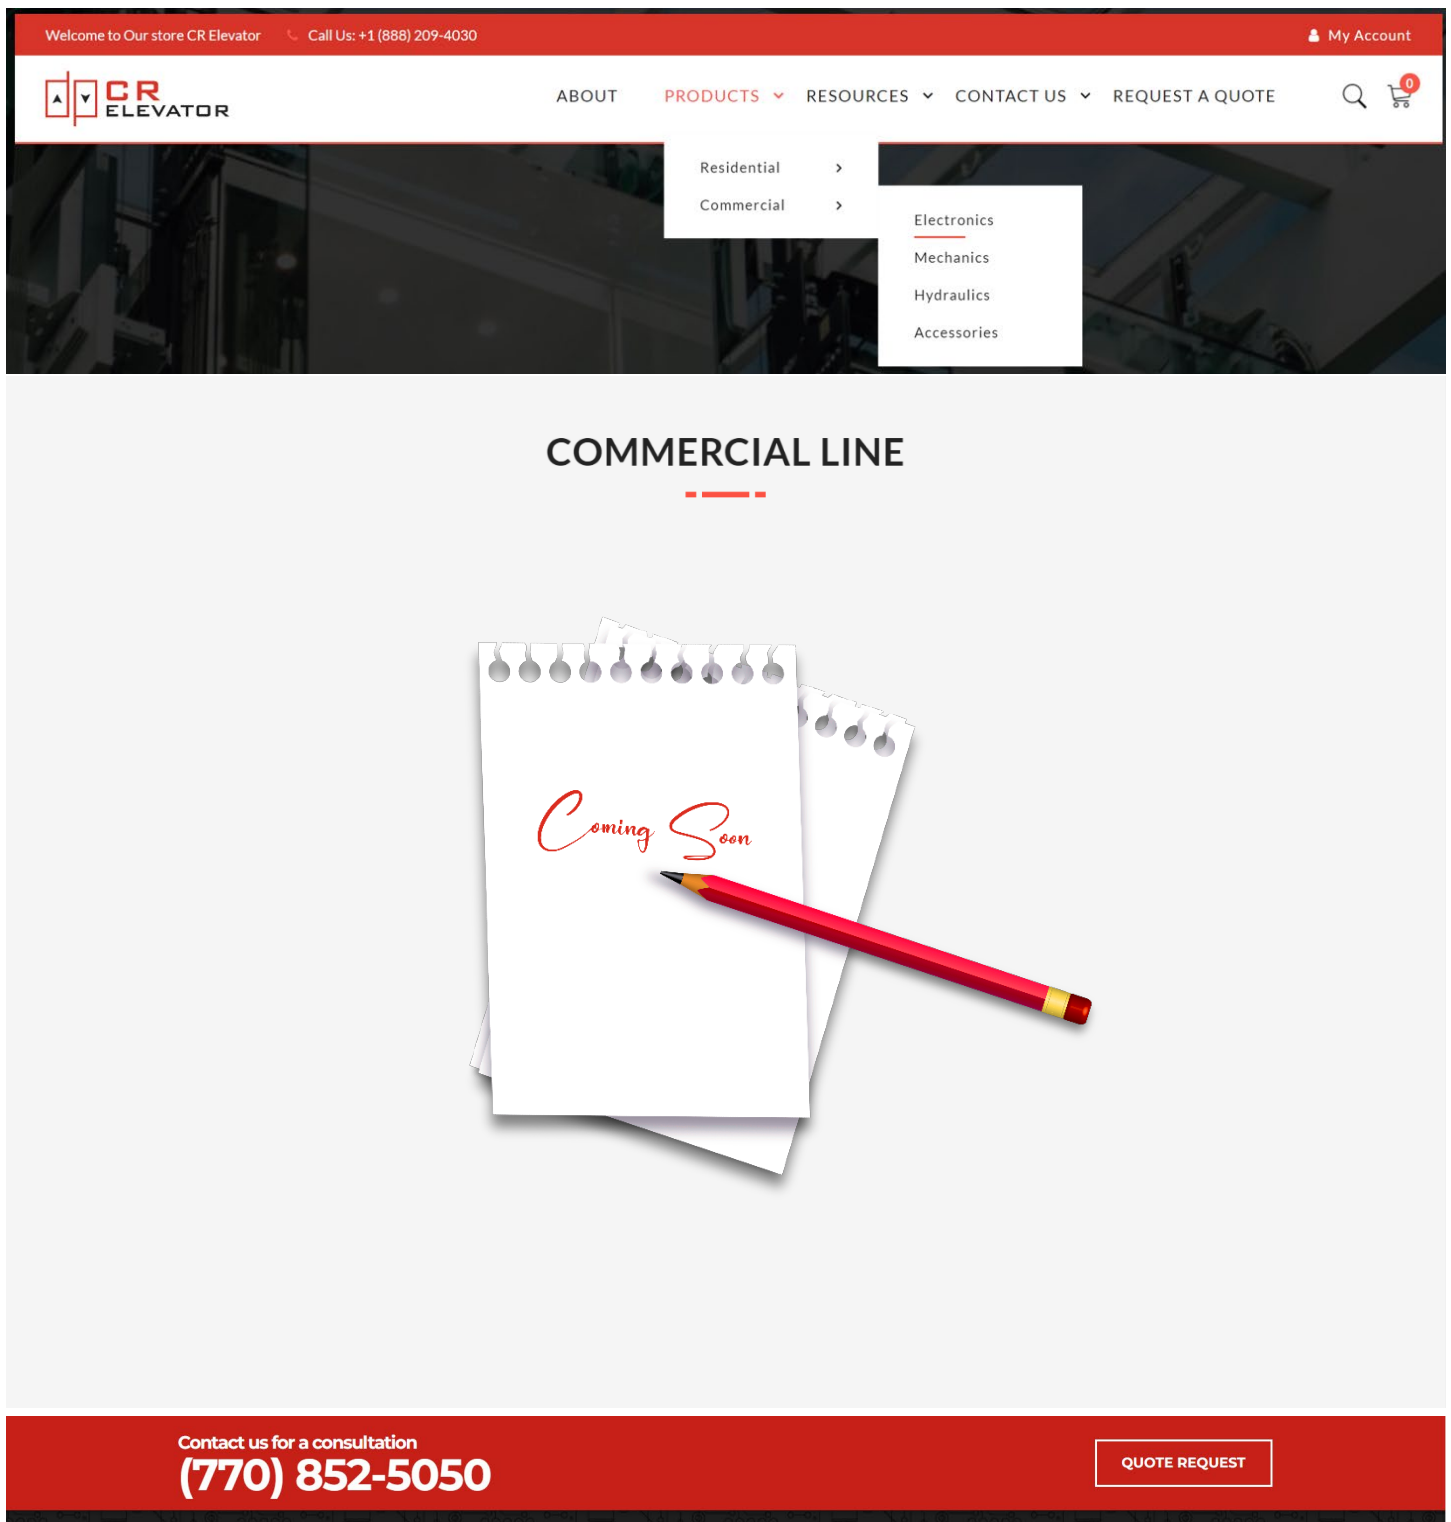 Welcome to Our store CR Elevator
Call Us: +1 (888) 209-4030
My Account
CR
ELEVATOR
ABOUT
PRODUCTS
RESOURCES
CONTACT US
REQUEST A QUOTE
0
Residential
Commercial
Electronics
Mechanics
Hydraulics
Accessories
COMMERCIAL LINE
Coming Soon
Contact us for a consultation
(770) 852-5050
QUOTE REQUEST